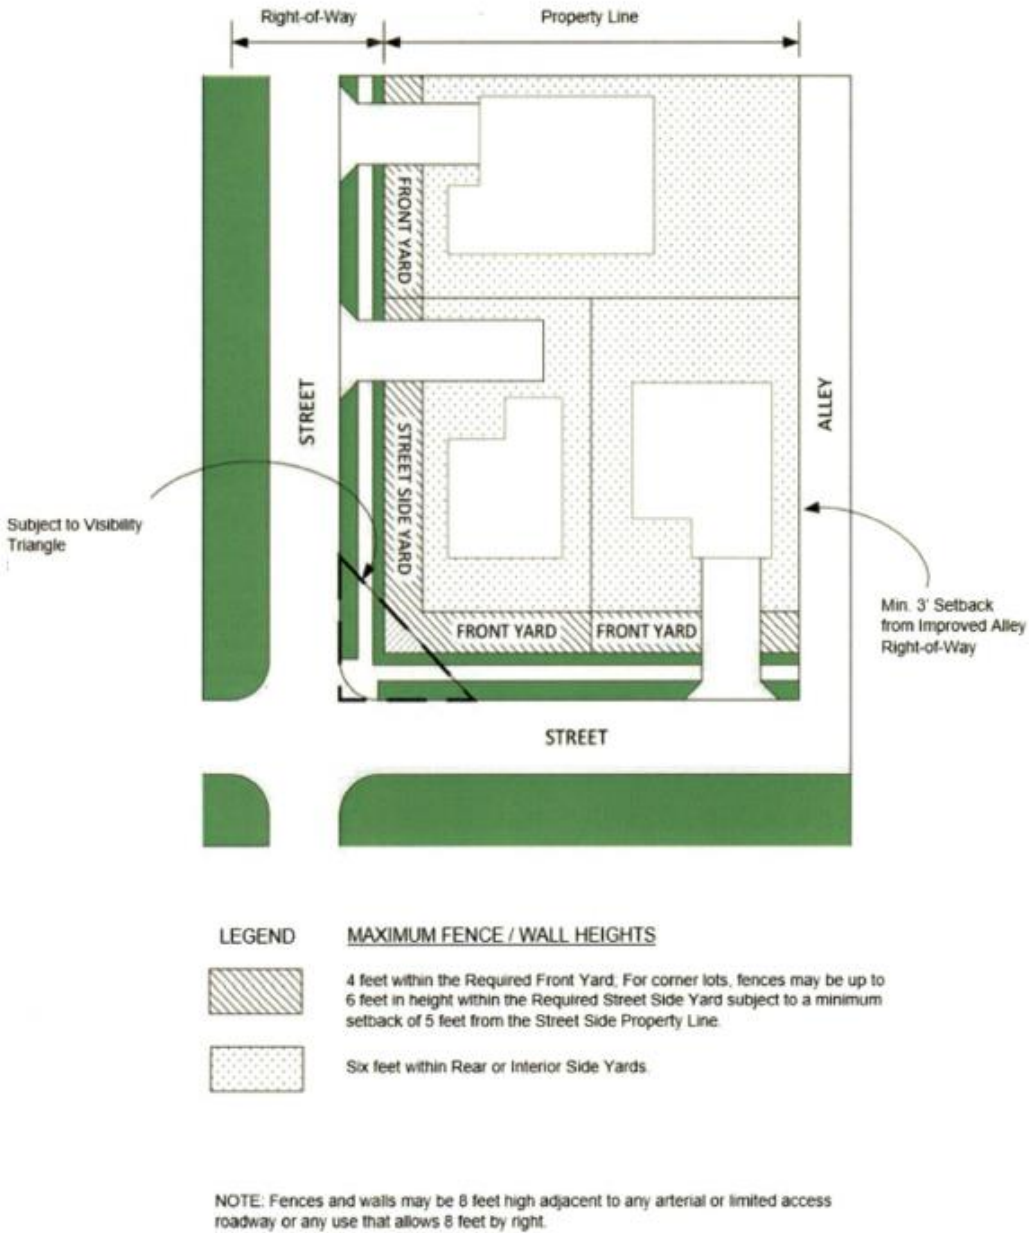 Right-of-Way
Property Line
FRONT YARD
STREET
ALLEY
STREET SIDE YARD
Subject to Visibility
Triangle
Min. 3' Setback
from Improved Alley
Right-of-Way
FRONT YARD
FRONT YARD
STREET
LEGEND
MAXIMUM FENCE / WALL HEIGHTS
4 feet within the Required Front Yard. For corner lots, fences may be up to
6 feet in height within the Required Street Side Yard subject to a minimum
setback of 5 feet from the Street Side Property Line.
Six feet within Rear or Interior Side Yards.
NOTE: Fences and walls may be 8 feet high adjacent to any arterial or limited access
roadway or any use that allows 8 feet by right.